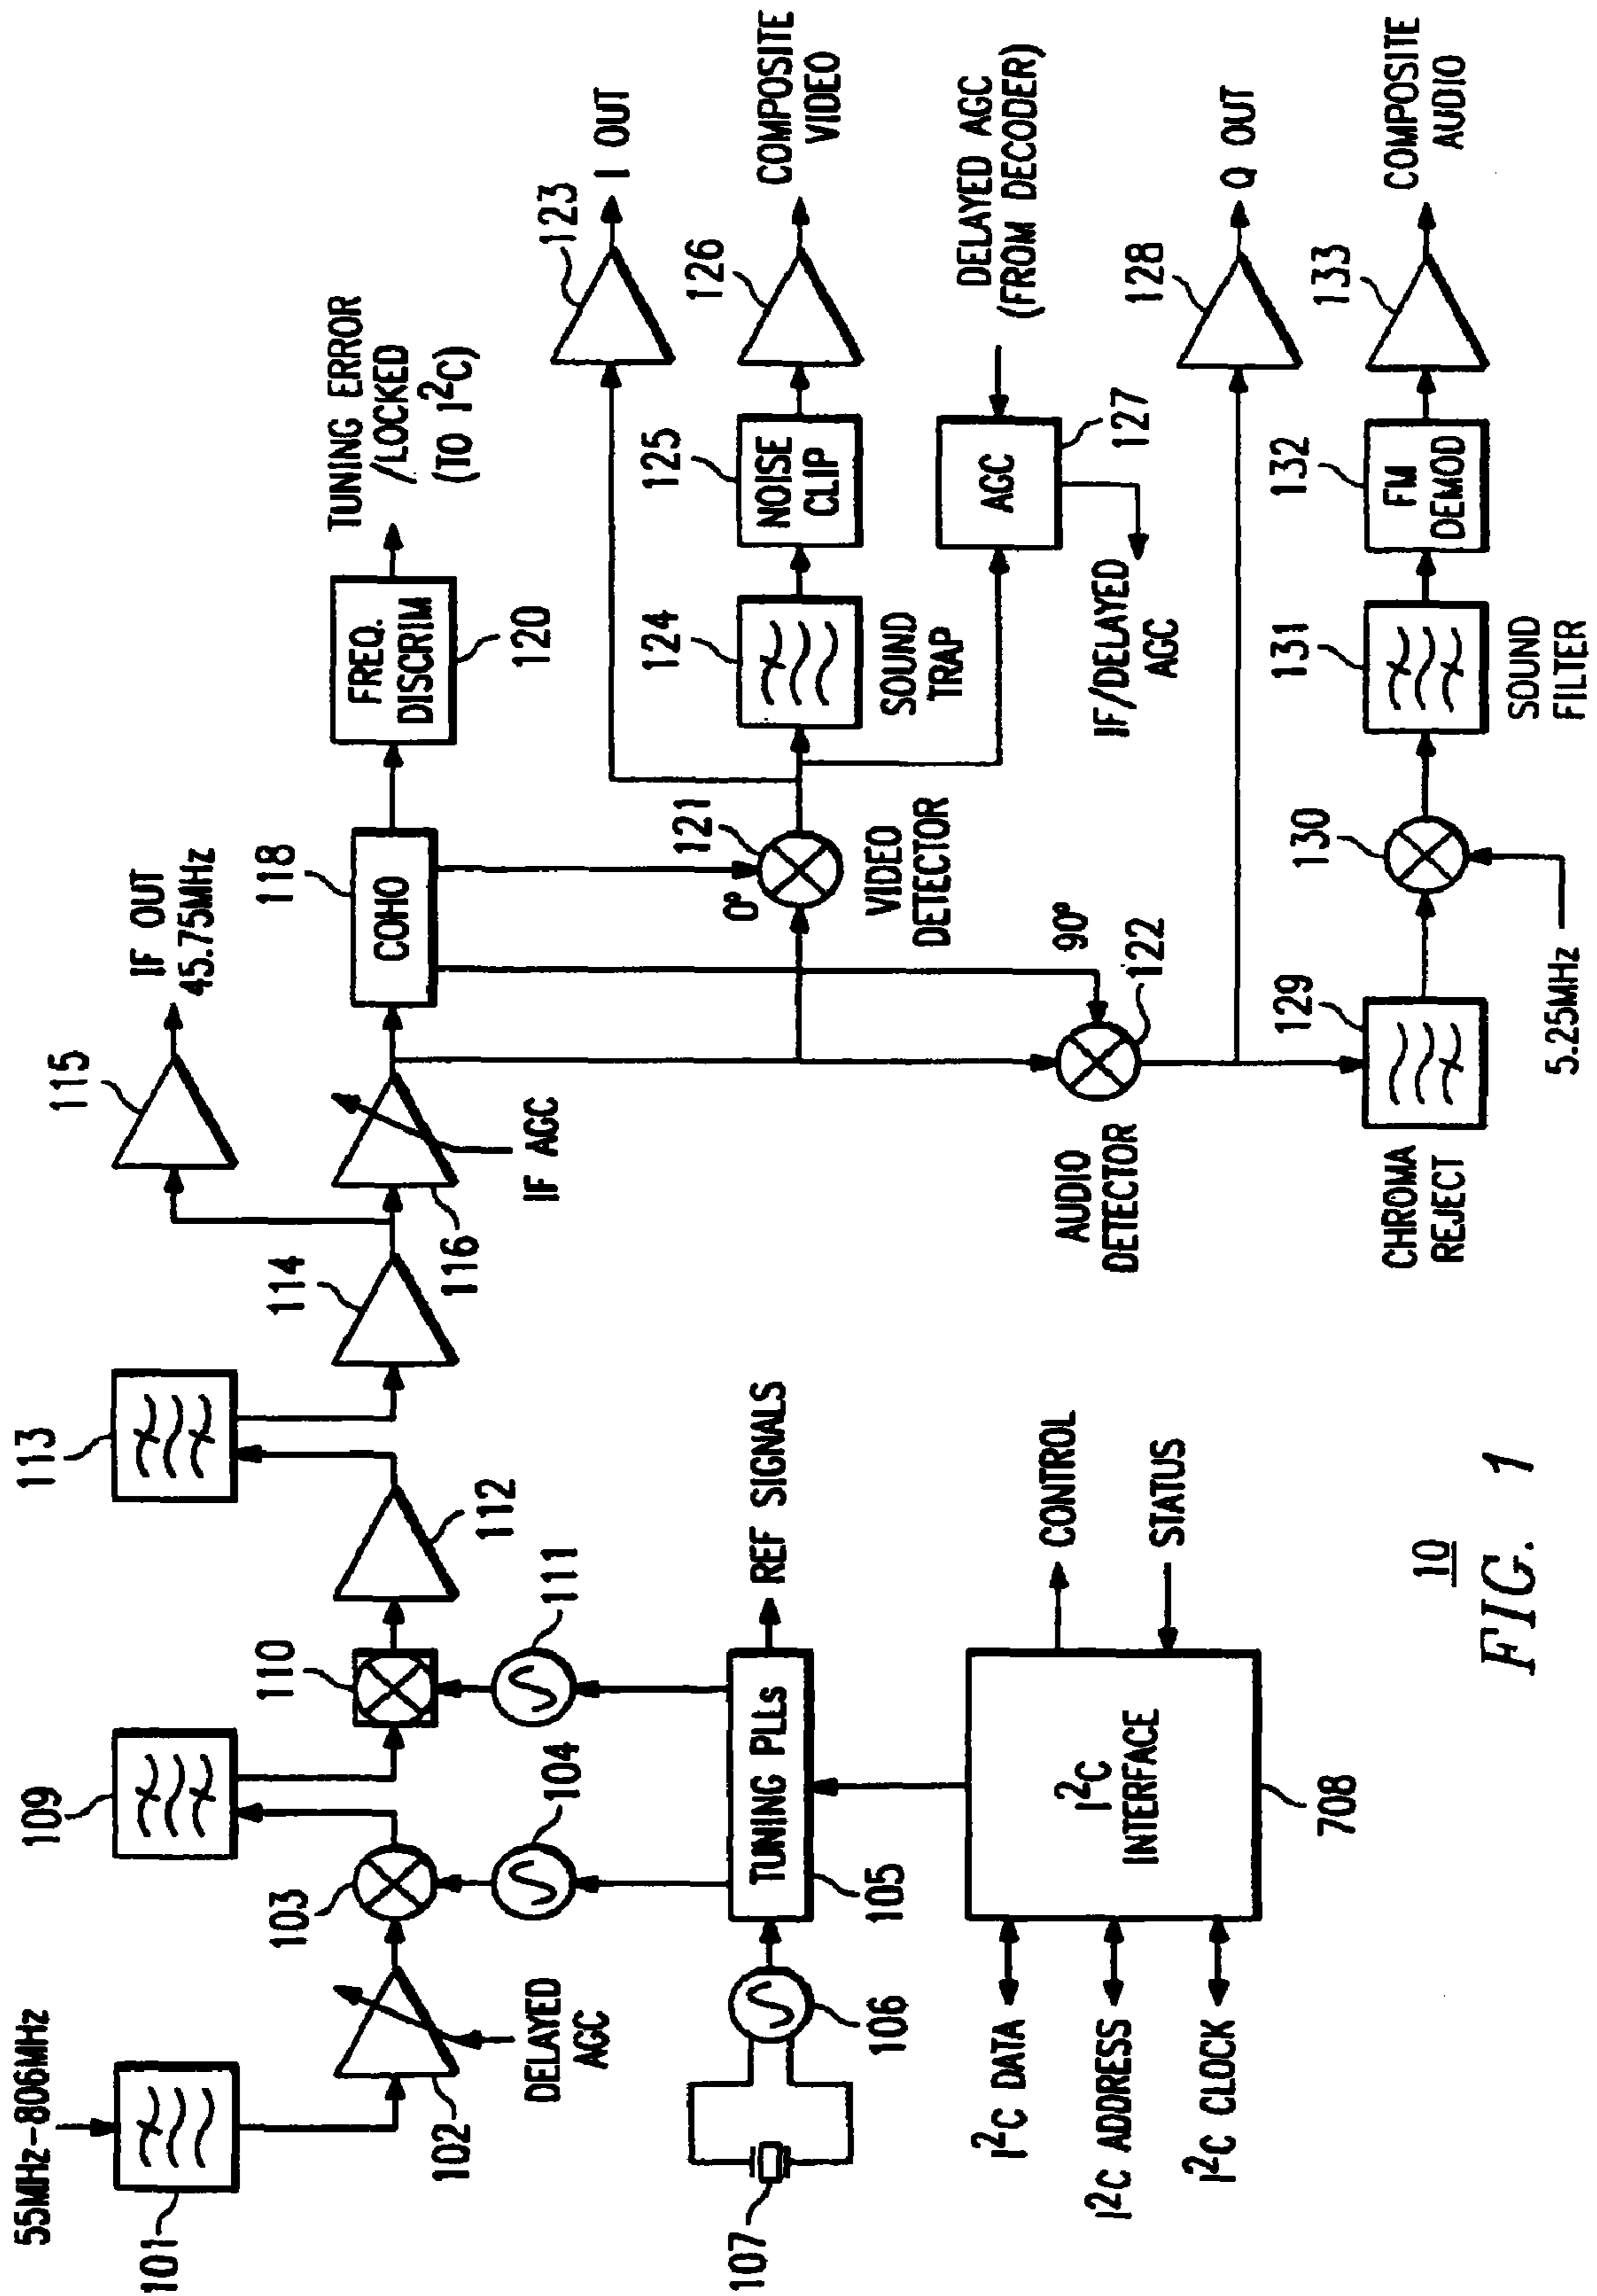 55MHz-806MHz
101
102
DELAYED
AGC
103
104
109
110
111
112
113
114
115
IF OUT
45.75MHz
116
IF AGC
118
COHO
FREQ.
DISCRIM
120
TUNING ERROR
/LOCKED
(TO I²C)
107
106
105
TUNING PLLs
REF SIGNALS
I²C DATA
I²C ADDRESS
I²C CLOCK
I²C
INTERFACE
708
CONTROL
STATUS
0°
121
VIDEO
DETECTOR
123
I OUT
124
SOUND
TRAP
125
NOISE
CLIP
126
COMPOSITE
VIDEO
DELAYED AGC
(FROM DECODER)
AGC
127
IF/DELAYED
AGC
90°
122
AUDIO
DETECTOR
128
Q OUT
129
CHROMA
REJECT
130
5.25MHz
131
SOUND
FILTER
132
FM
DEMOD
133
COMPOSITE
AUDIO
10
FIG. 1